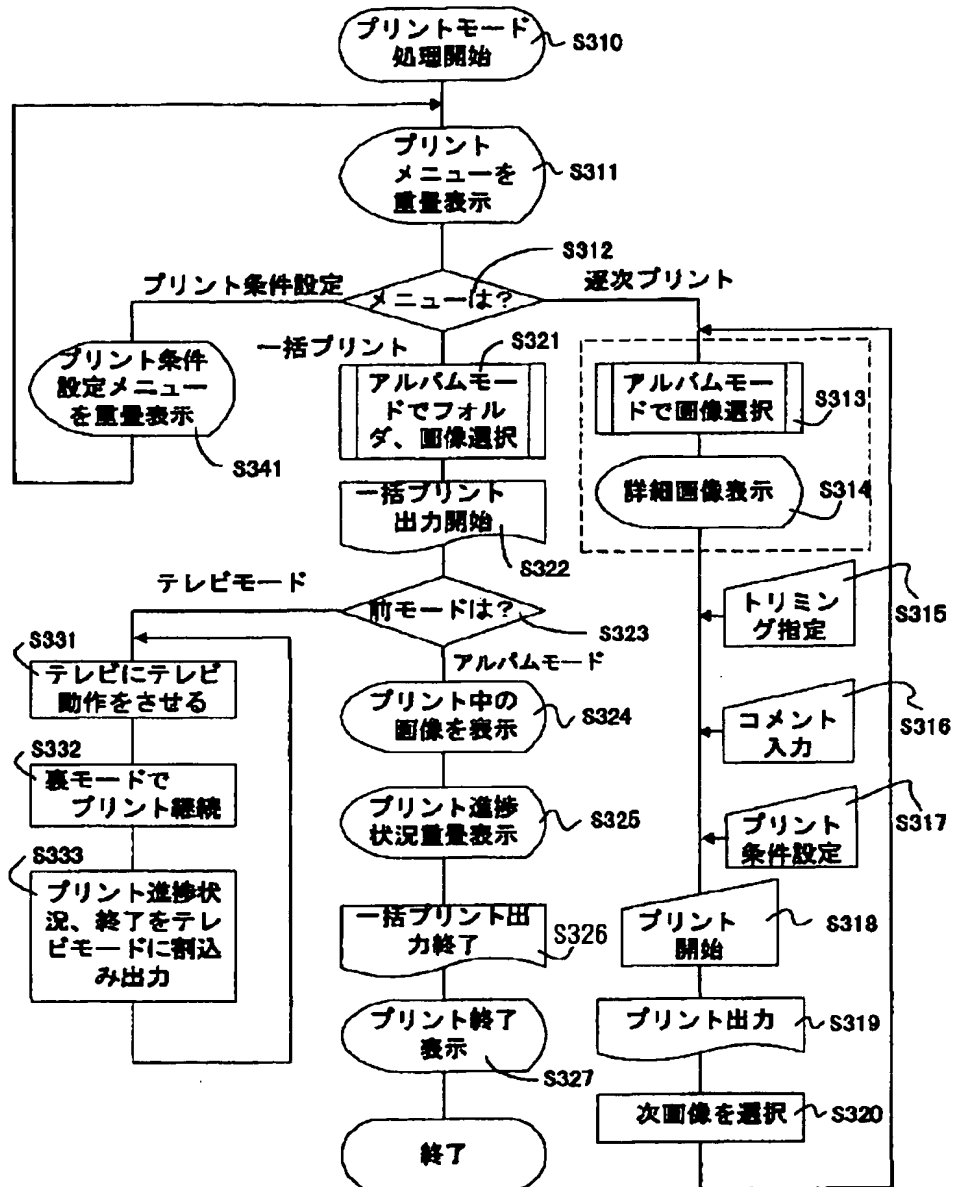 プリントモード
処理開始
S310
プリント
メニューを
重畳表示
S311
S312
メニューは?
プリント条件設定
逐次プリント
一括プリント
プリント条件
設定メニュー
を重畳表示
S341
S321
アルバムモー
ドでフォル
ダ、画像選択
アルバムモー
ドで画像選択
S313
詳細画像表示
S314
一括プリント
出力開始
S322
テレビモード
前モードは?
S323
アルバムモード
トリミン
グ指定
S315
S331
テレビにテレビ
動作をさせる
プリント中の
画像を表示
S324
コメント
入力
S316
S332
裏モードで
プリント継続
プリント進捗
状況重畳表示
S325
プリント
条件設定
S317
S333
プリント進捗状
況、終了をテレ
ビモードに割込
み出力
一括プリント出
力終了
S326
プリント
開始
S318
プリント出力
S319
プリント終了
表示
S327
次画像を選択
S320
終了